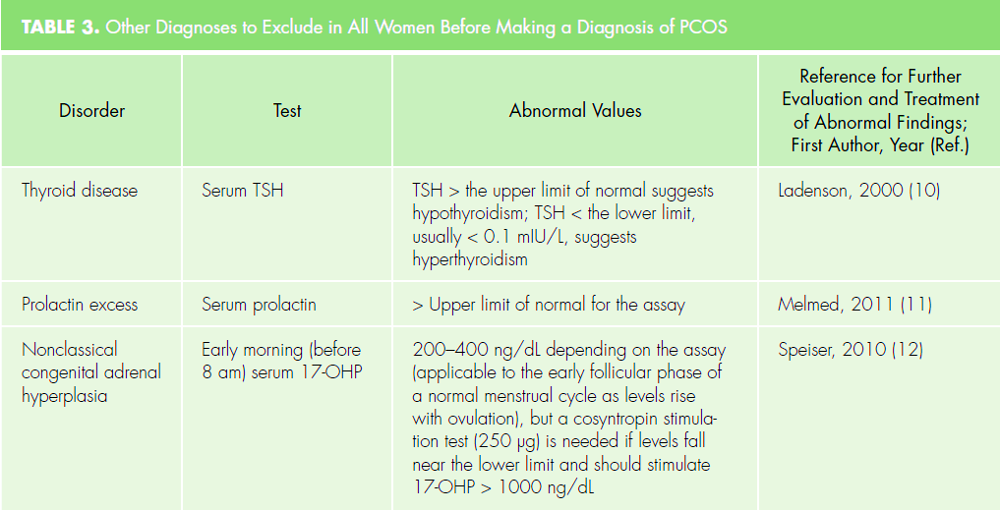 TABLE 3. Other Diagnoses to Exclude in All Women Before Making a Diagnosis of PCOS
Disorder
Test
Abnormal Values
Reference for Further
Evaluation and Treatment
of Abnormal Findings;
First Author, Year (Ref.)
Thyroid disease
Serum TSH
TSH > the upper limit of normal suggests
hypothyroidism; TSH < the lower limit,
usually < 0.1 mIU/L, suggests
hyperthyroidism
Ladenson, 2000 (10)
Prolactin excess
Serum prolactin
> Upper limit of normal for the assay
Melmed, 2011 (11)
Nonclassical
congenital adrenal
hyperplasia
Early morning (before
8 am) serum 17-OHP
200–400 ng/dL depending on the assay
(applicable to the early follicular phase of
a normal menstrual cycle as levels rise
with ovulation), but a cosyntropin stimula-
tion test (250 µg) is needed if levels fall
near the lower limit and should stimulate
17-OHP > 1000 ng/dL
Speiser, 2010 (12)